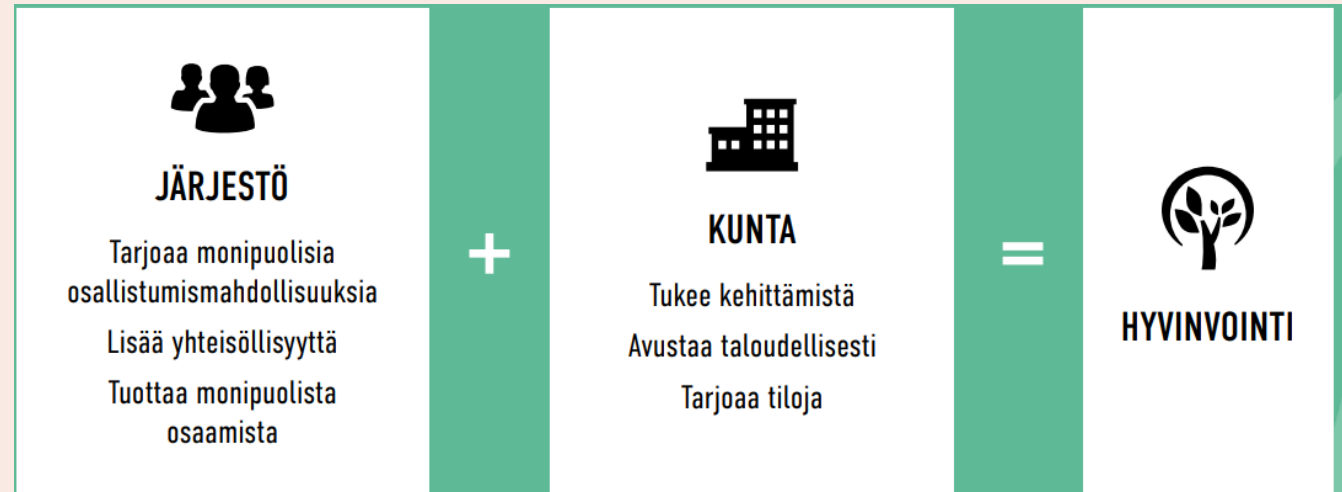 JÄRJESTÖ
Tarjoaa monipuolisia
osallistumismahdollisuuksia
Lisää yhteisöllisyyttä
Tuottaa monipuolista
osaamista
+
KUNTA
Tukee kehittämistä
Avustaa taloudellisesti
Tarjoaa tiloja
=
HYVINVOINTI